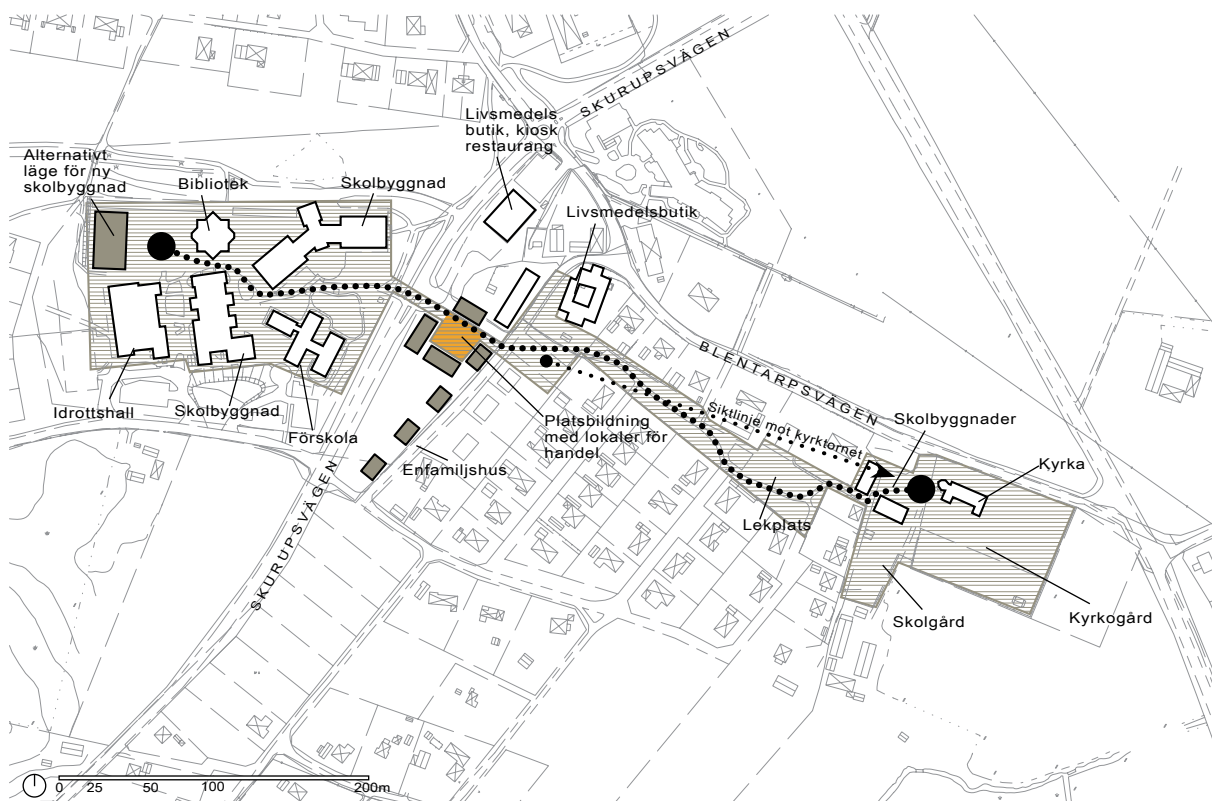 SKURUPSVÄGEN
Livsmedels
butik, kiosk
restaurang
Alternativt
läge för ny
skolbyggnad
Bibliotek
Skolbyggnad
Livsmedelsbutik
BLENTARPSVÄGEN
Siktlinje mot kyrktornet
Idrottshall
Skolbyggnad
Förskola
Platsbildning
med lokaler för
handel
Enfamiljshus
Skolbyggnader
Kyrka
Lekplats
SKURUPSVÄGEN
Skolgård
Kyrkogård
0 25 50 100 200m